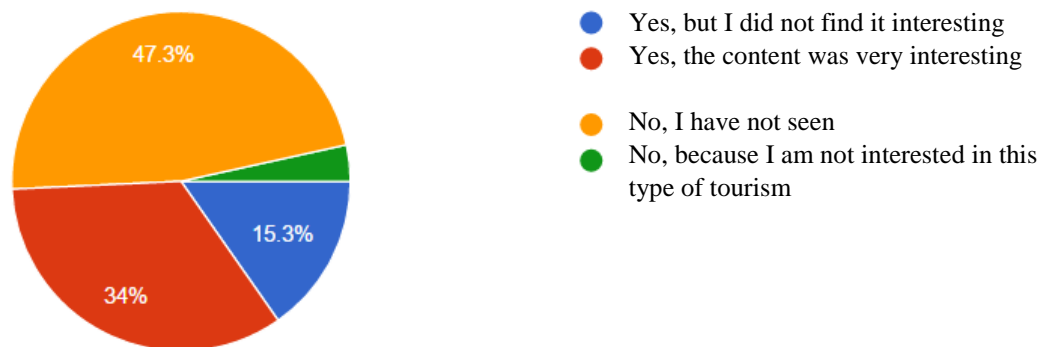 47.3%
15.3%
34%
Yes, but I did not find it interesting
Yes, the content was very interesting
No, I have not seen
No, because I am not interested in this
type of tourism